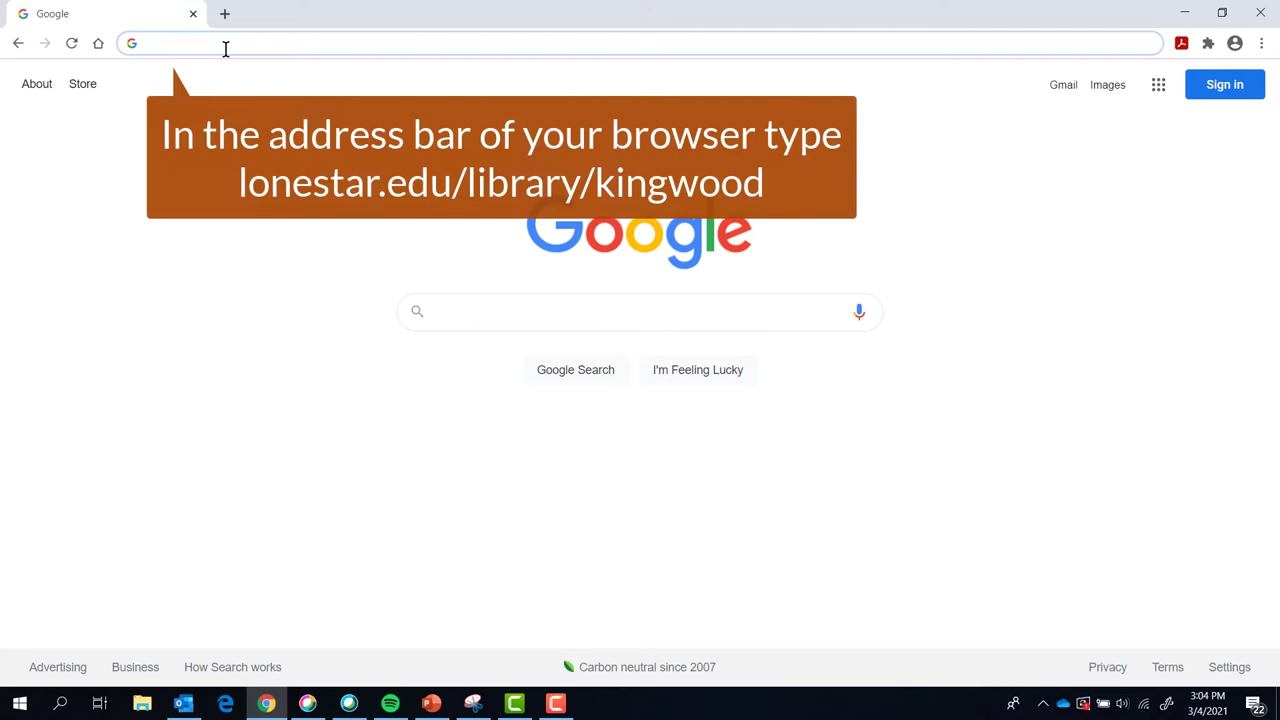 Google
About Store
Gmail Images
Sign in
In the address bar of your browser type
lonestar.edu/library/kingwood
Google
Google Search
I'm Feeling Lucky
Advertising Business How Search works
Carbon neutral since 2007
Privacy Terms Settings
3:04 PM
3/4/2021
22